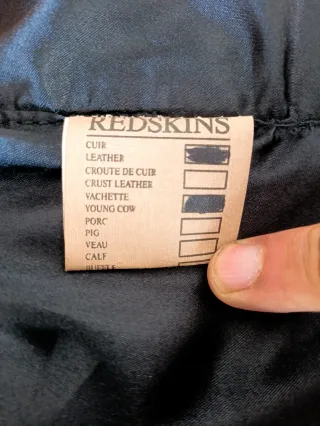 REDSKINS
CUIR
LEATHER
CROUTE DE CUIR
CRUST LEATHER
VACHETTE
YOUNG COW
PORC
PIG
VEAU
CALF